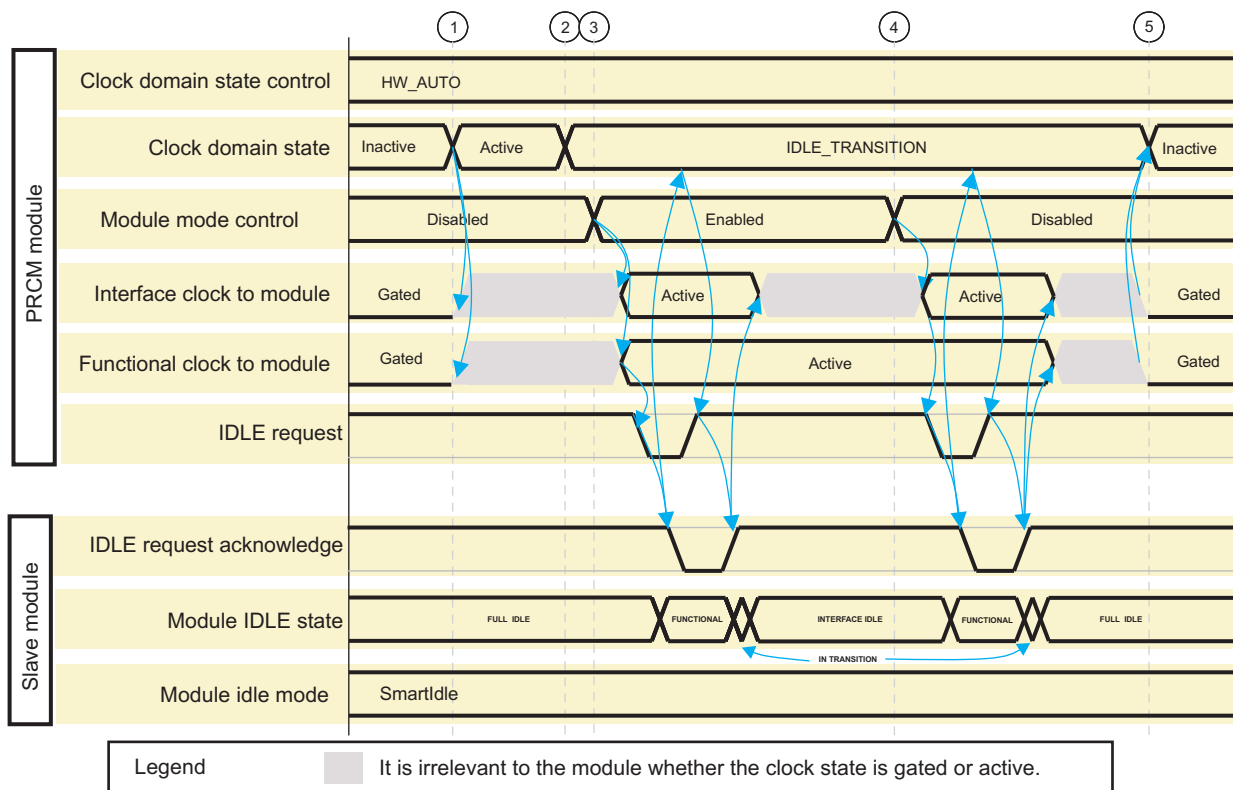 1 2 3 4 5
PRCM module
Clock domain state control
HW_AUTO
Clock domain state
Inactive Active IDLE_TRANSITION Inactive
Module mode control
Disabled Enabled Disabled
Interface clock to module
Gated Active Active Gated
Functional clock to module
Gated Active Gated
IDLE request
Slave module
IDLE request acknowledge
Module IDLE state
FULL IDLE FUNCTIONAL INTERFACE IDLE FUNCTIONAL FULL IDLE
IN TRANSITION
Module idle mode
SmartIdle
Legend It is irrelevant to the module whether the clock state is gated or active.